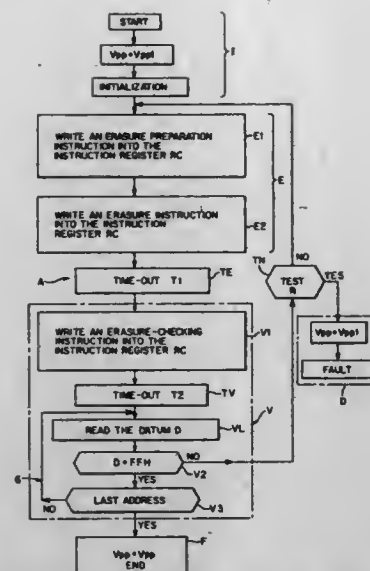 START
I
Vpp=Vpp1
INITIALIZATION
WRITE AN ERASURE PREPARATION
INSTRUCTION INTO THE
INSTRUCTION REGISTER RC
E1
E
WRITE AN ERASURE INSTRUCTION
INTO THE INSTRUCTION
REGISTER RC
E2
A
TIME-OUT T1
TE
NO
TN
TEST
YES
WRITE AN ERASURE-CHECKING
INSTRUCTION INTO THE
INSTRUCTION REGISTER RC
V1
Vpp=Vpp1
FAULT
D
TIME-OUT T2
TV
V
READ THE DATUM D
VL
D=FFH
NO
V2
YES
G
LAST ADDRESS
V3
NO
YES
Vpp=Vpp
END
F